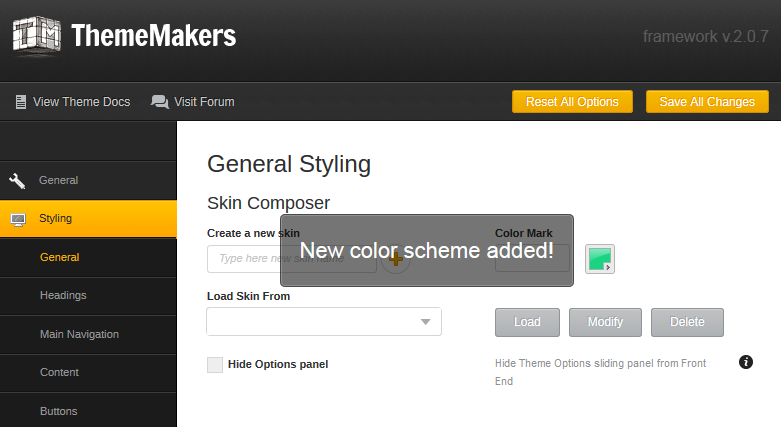 TM ThemeMakers
framework v.2.0.7
View Theme Docs
Visit Forum
Reset All Options
Save All Changes
General
Styling
General
Headings
Main Navigation
Content
Buttons
General Styling
Skin Composer
Create a new skin
Color Mark
Type here new skin name
New color scheme added!
Load Skin From
Load
Modify
Delete
Hide Options panel
Hide Theme Options sliding panel from Front
End